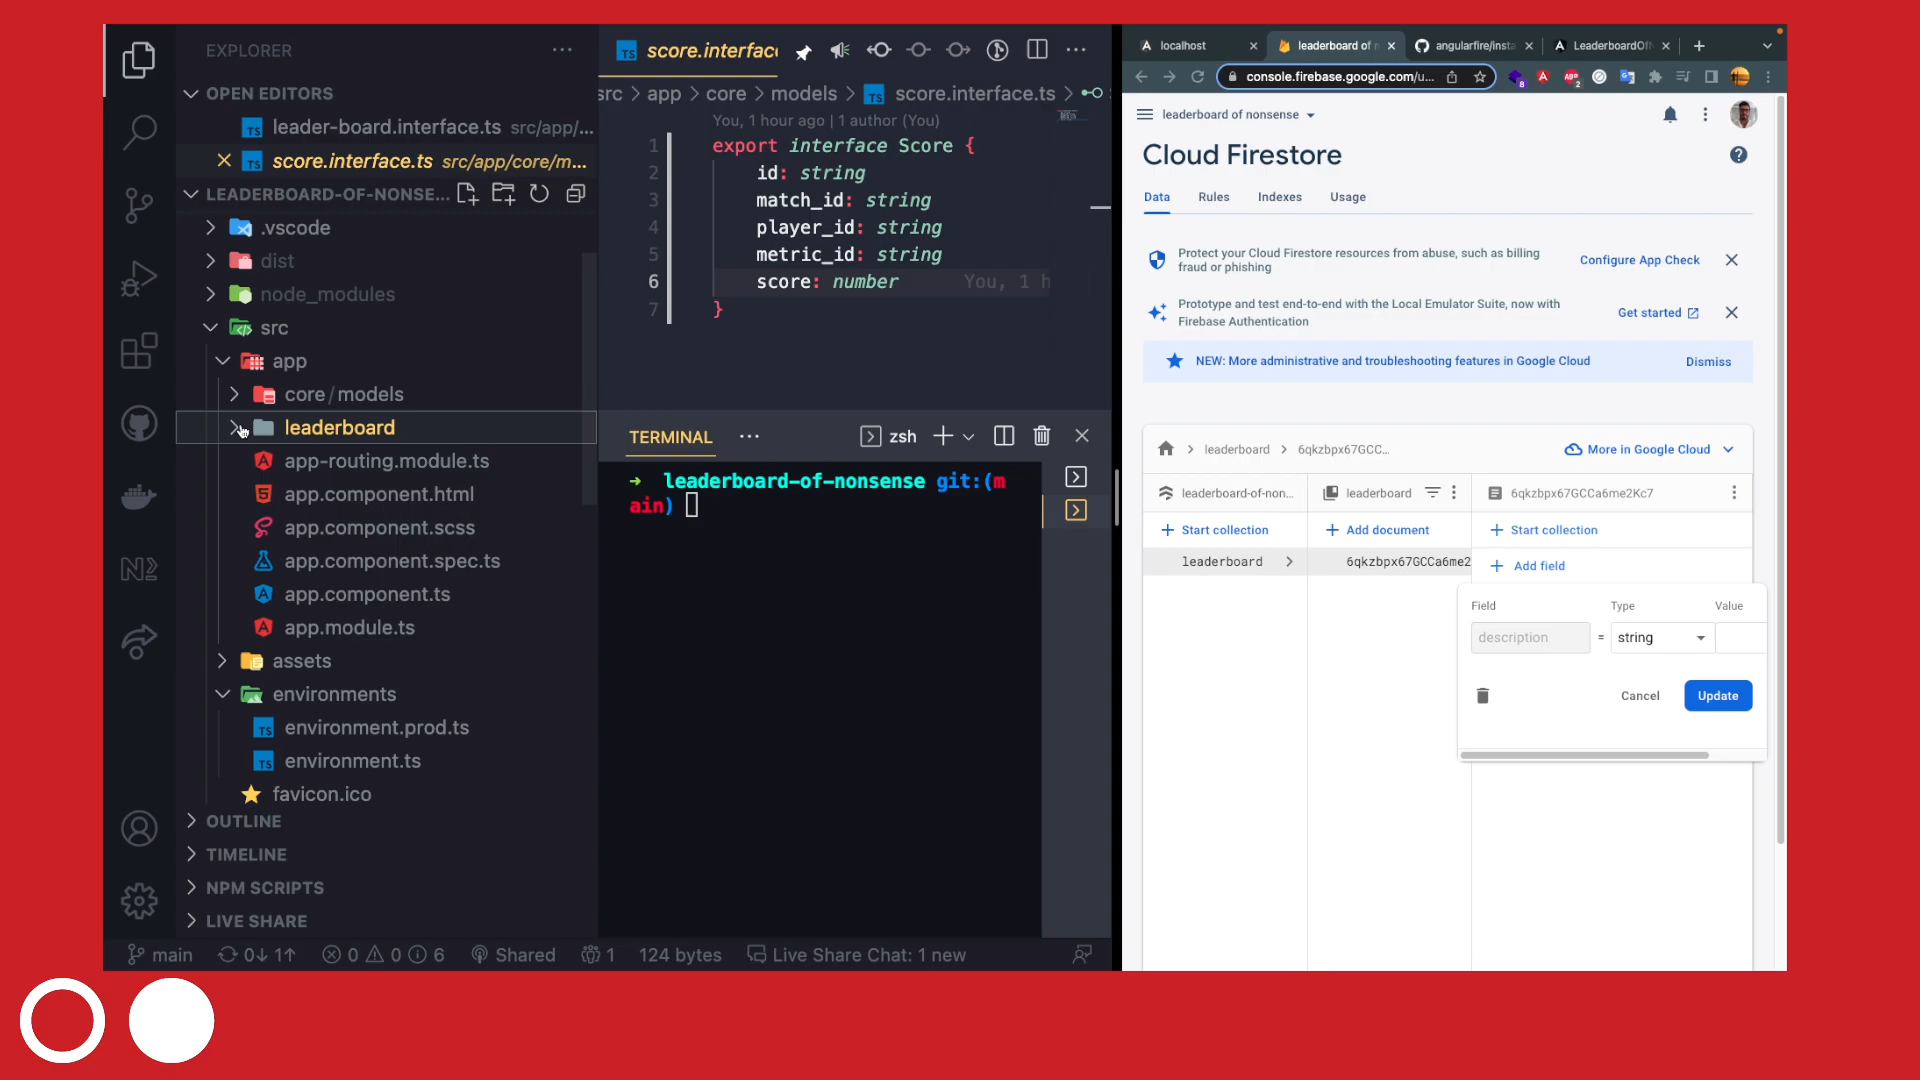 EXPLORER
OPEN EDITORS
leader-board.interface.ts src/app/...
score.interface.ts src/app/core/m...
LEADERBOARD-OF-NONSE...
.vscode
dist
node_modules
src
app
core/models
leaderboard
app-routing.module.ts
app.component.html
app.component.scss
app.component.spec.ts
app.component.ts
app.module.ts
assets
environments
environment.prod.ts
environment.ts
favicon.ico
OUTLINE
TIMELINE
NPM SCRIPTS
LIVE SHARE
main 0↓ 1↑ 0 0 6 Shared 1 124 bytes Live Share Chat: 1 new
score.interfac
src > app > core > models > score.interface.ts >
You, 1 hour ago | 1 author (You)
1 export interface Score {
2 id: string
3 match_id: string
4 player_id: string
5 metric_id: string
6 score: number You, 1 h
7 }
TERMINAL ... zsh
→ leaderboard-of-nonsense git:(m
ain)
localhost
leaderboard of n
angularfire/insta
LeaderboardOfN
console.firebase.google.com/u...
leaderboard of nonsense
Cloud Firestore
Data Rules Indexes Usage
Protect your Cloud Firestore resources from abuse, such as billing
fraud or phishing
Configure App Check
Prototype and test end-to-end with the Local Emulator Suite, now with
Firebase Authentication
Get started
NEW: More administrative and troubleshooting features in Google Cloud
Dismiss
leaderboard > 6qkzbpx67GCC...
More in Google Cloud
leaderboard-of-non...
leaderboard
6qkzbpx67GCCa6me2Kc7
+ Start collection
+ Add document
+ Start collection
leaderboard >
6qkzbpx67GCCa6me2
+ Add field
Field Type Value
description = string
Cancel Update